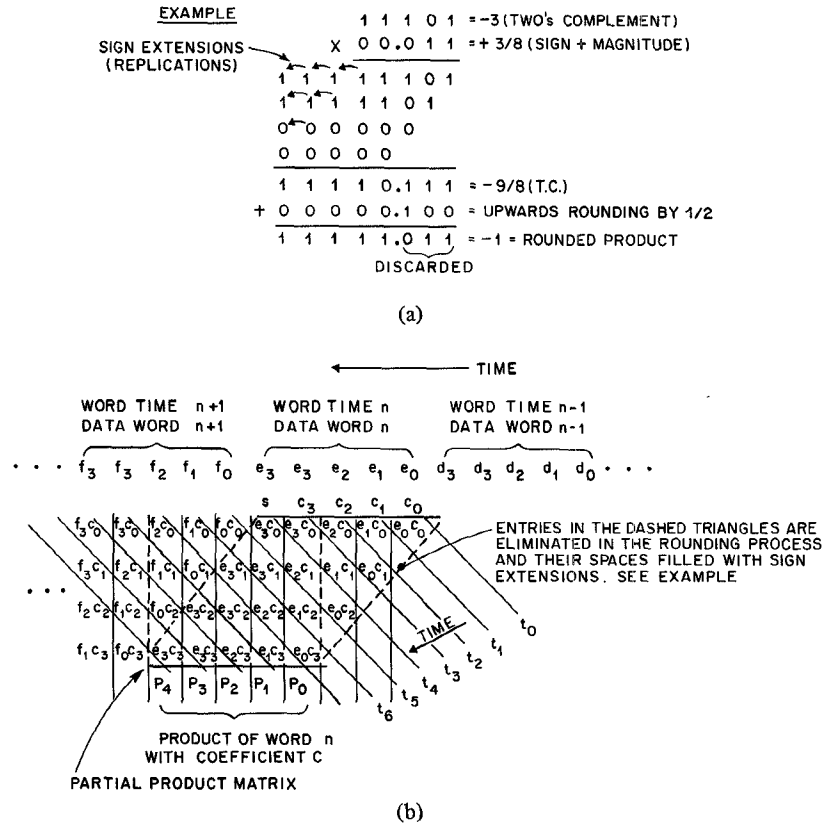 EXAMPLE
1 1 1 0 1 = -3 (TWO's COMPLEMENT)
X 0 0 . 0 1 1 = + 3/8 (SIGN + MAGNITUDE)
SIGN EXTENSIONS
(REPLICATIONS)
1 1 1 1 1 1 0 1
1 1 1 1 0 1
0 0 0 0 0 0
0 0 0 0 0
1 1 1 1 0 . 1 1 1 = -9/8 (T.C.)
+ 0 0 0 0 0 . 1 0 0 = UPWARDS ROUNDING BY 1/2
1 1 1 1 1 . 0 1 1 = -1 = ROUNDED PRODUCT
DISCARDED
(a)
TIME
WORD TIME n+1 WORD TIME n WORD TIME n-1
DATA WORD n+1 DATA WORD n DATA WORD n-1
· · · f3 f3 f2 f1 f0 e3 e3 e2 e1 e0 d3 d3 d2 d1 d0 · · ·
s c3 c2 c1 c0
f3c0 f3c0 f2c0 f1c0 f0c0 e3c0 e3c0 e2c0 e1c0 e0c0
f3c1 f2c1 f1c1 f0c1 e3c1 e3c1 e2c1 e1c1 e0c1
· · ·
f2c2 f1c2 f0c2 e3c2 e3c2 e2c2 e1c2 e0c2
f1c3 f0c3 e3c3 e3c3 e2c3 e1c3 e0c3
ENTRIES IN THE DASHED TRIANGLES ARE
ELIMINATED IN THE ROUNDING PROCESS
AND THEIR SPACES FILLED WITH SIGN
EXTENSIONS. SEE EXAMPLE
TIME
t0
t1
t2
t3
t4
t5
t6
P4 P3 P2 P1 P0
PRODUCT OF WORD n
WITH COEFFICIENT C
PARTIAL PRODUCT MATRIX
(b)